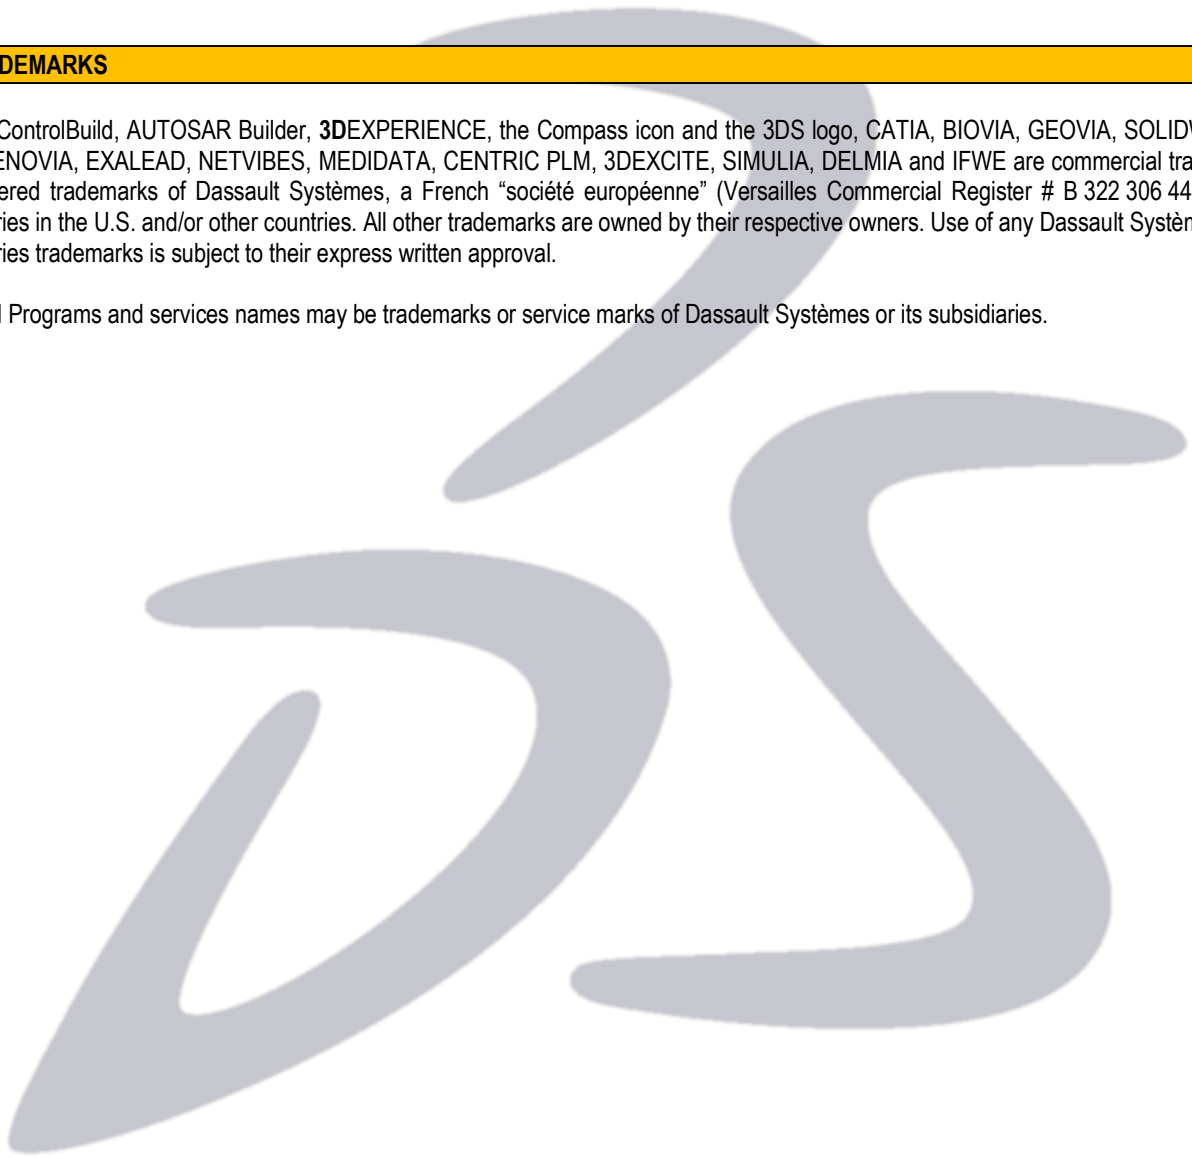 DEMARKS
ControlBuild, AUTOSAR Builder, 3DEXPERIENCE, the Compass icon and the 3DS logo, CATIA, BIOVIA, GEOVIA, SOLIDW
ENOVIA, EXALEAD, NETVIBES, MEDIDATA, CENTRIC PLM, 3DEXCITE, SIMULIA, DELMIA and IFWE are commercial tra
ered trademarks of Dassault Systèmes, a French “société européenne” (Versailles Commercial Register # B 322 306 44
ries in the U.S. and/or other countries. All other trademarks are owned by their respective owners. Use of any Dassault Systèm
ries trademarks is subject to their express written approval.
l Programs and services names may be trademarks or service marks of Dassault Systèmes or its subsidiaries.